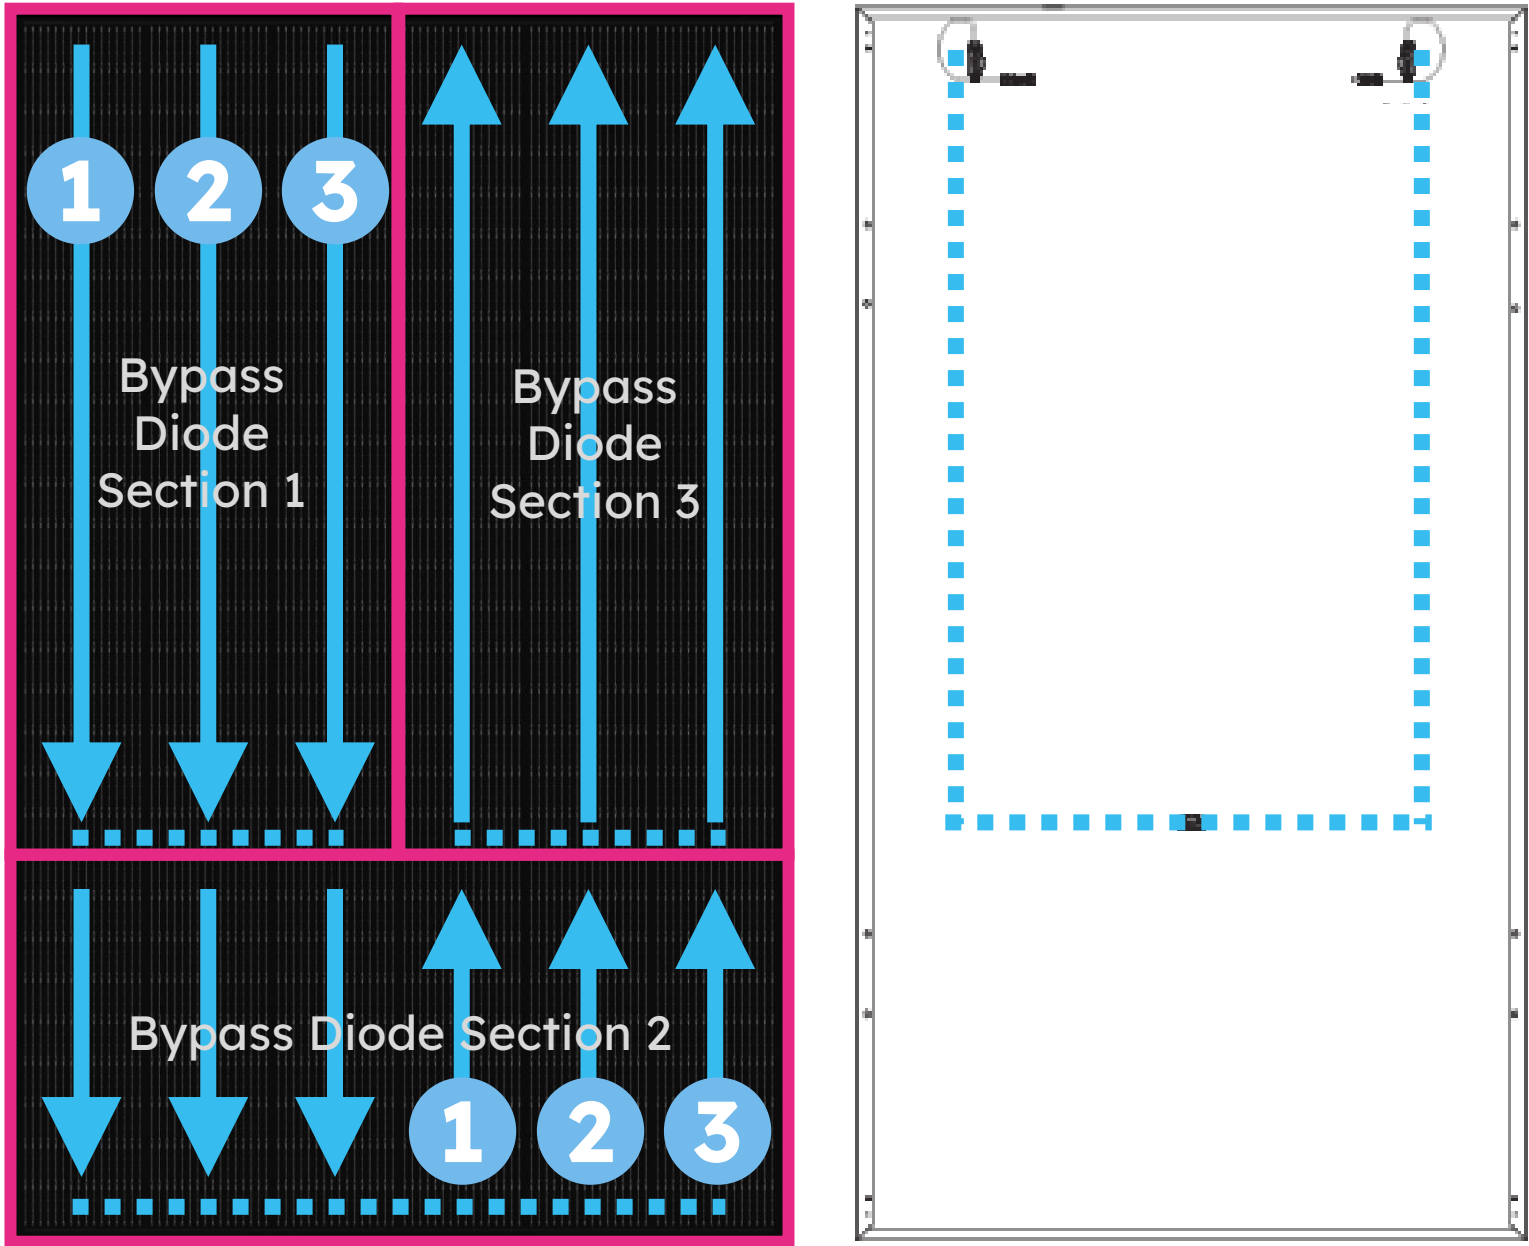 1 2 3
Bypass
Diode
Section 1
Bypass
Diode
Section 3
Bypass Diode Section 2
1 2 3